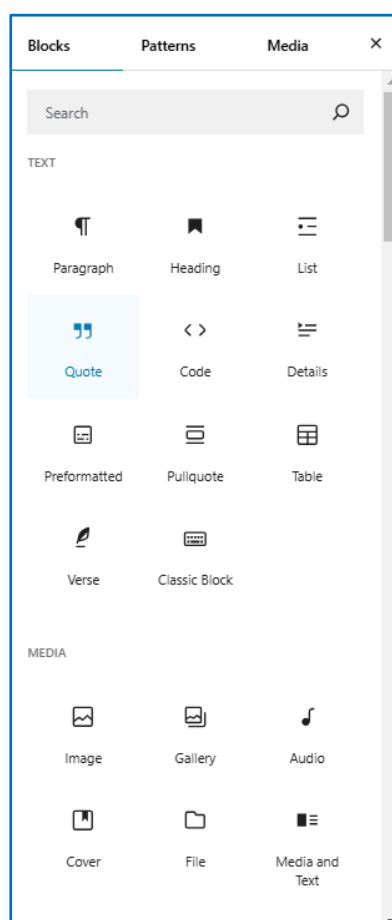 Blocks Patterns Media
Search
TEXT
Paragraph Heading List
Quote Code Details
Preformatted Pullquote Table
Verse Classic Block
MEDIA
Image Gallery Audio
Cover File Media and
Text